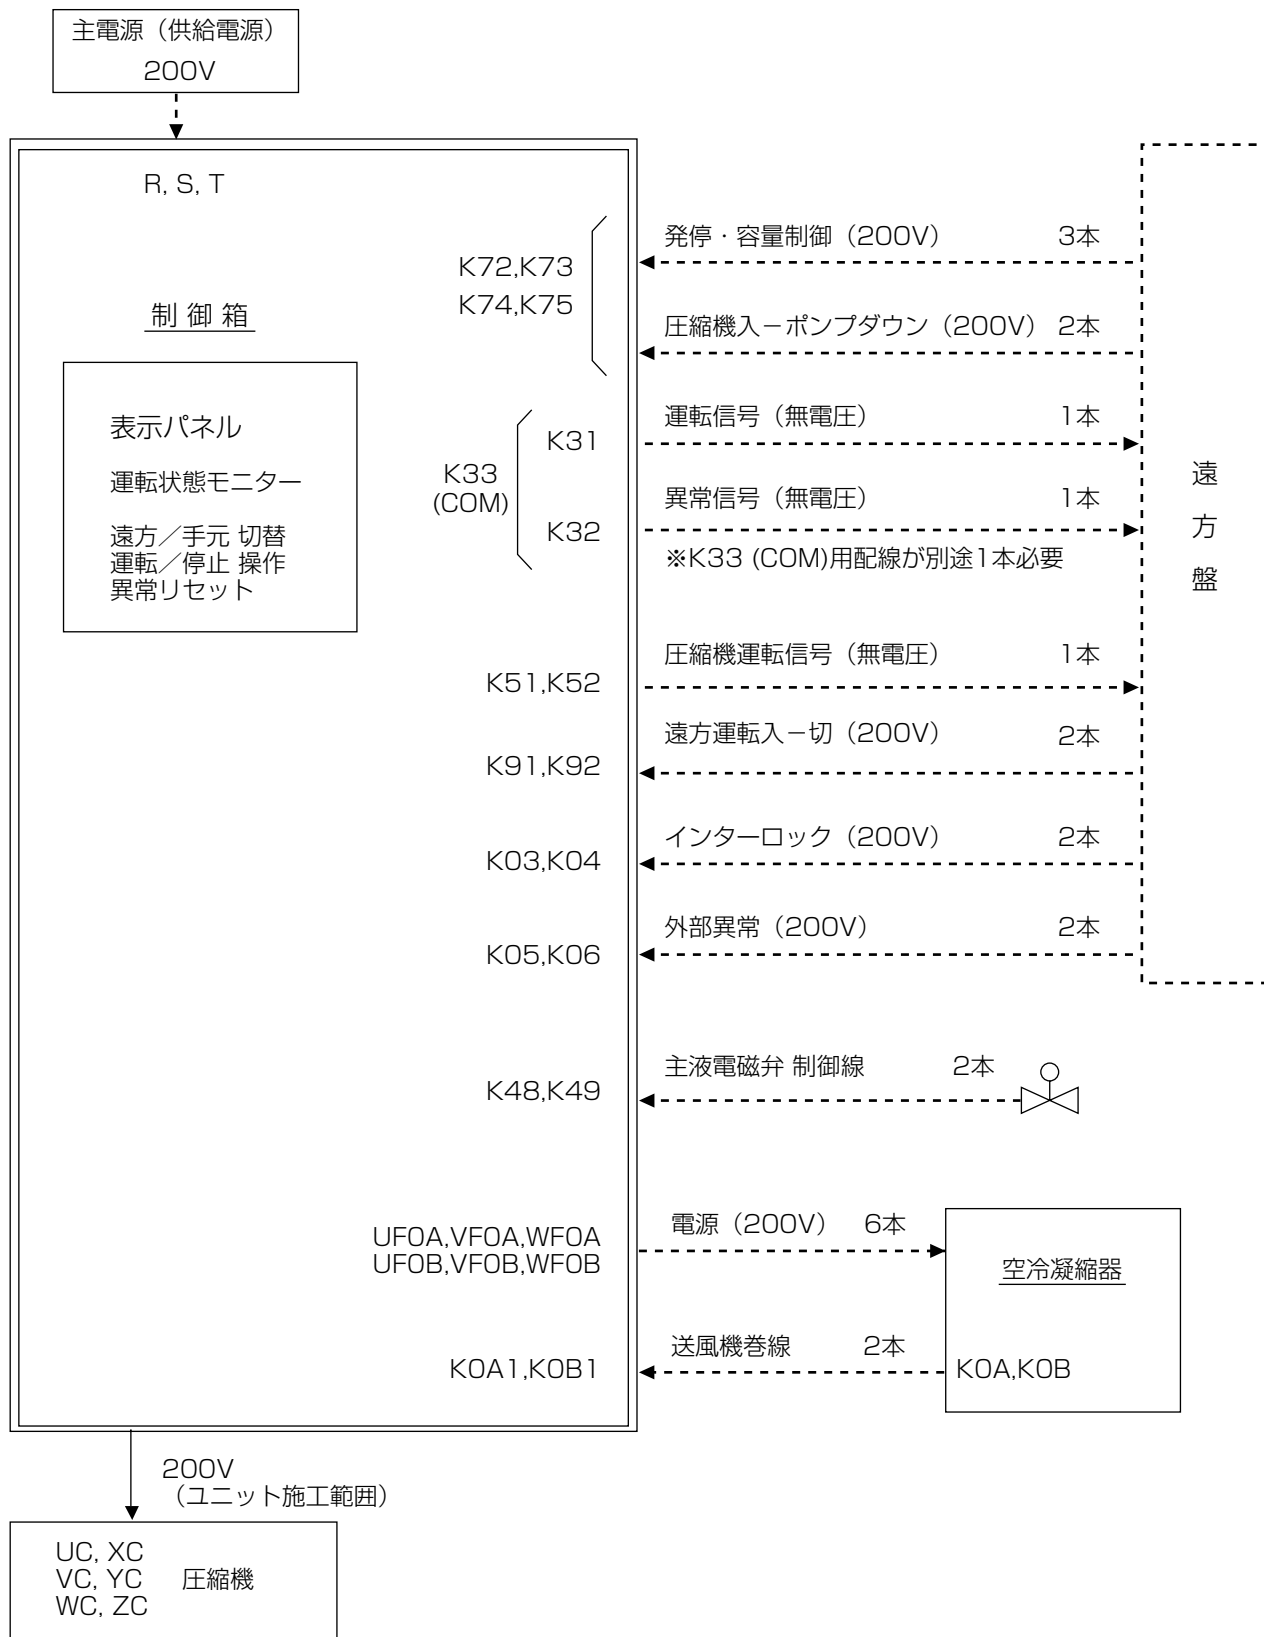 主電源（供給電源）
200V
R, S, T
制御箱
K72,K73
K74,K75
発停・容量制御（200V） 3本
圧縮機入－ポンプダウン（200V） 2本
表示パネル
運転状態モニター
遠方／手元 切替
運転／停止 操作
異常リセット
K33
(COM)
K31
K32
運転信号（無電圧） 1本
異常信号（無電圧） 1本
※K33 (COM)用配線が別途1本必要
遠方盤
K51,K52
圧縮機運転信号（無電圧） 1本
K91,K92
遠方運転入－切（200V） 2本
K03,K04
インターロック（200V） 2本
K05,K06
外部異常（200V） 2本
K48,K49
主液電磁弁 制御線 2本
UF0A,VF0A,WF0A
UF0B,VF0B,WF0B
電源（200V） 6本
空冷凝縮器
K0A1,K0B1
送風機巻線 2本
K0A,K0B
200V
（ユニット施工範囲）
UC, XC
VC, YC 圧縮機
WC, ZC